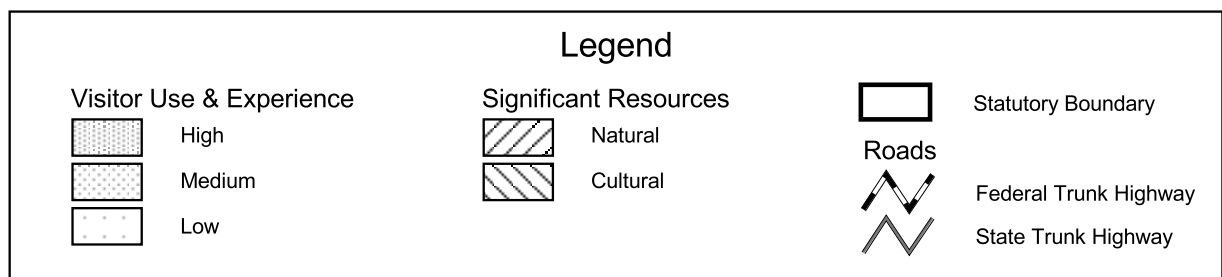 Legend
Visitor Use & Experience
High
Medium
Low
Significant Resources
Natural
Cultural
Statutory Boundary
Roads
Federal Trunk Highway
State Trunk Highway